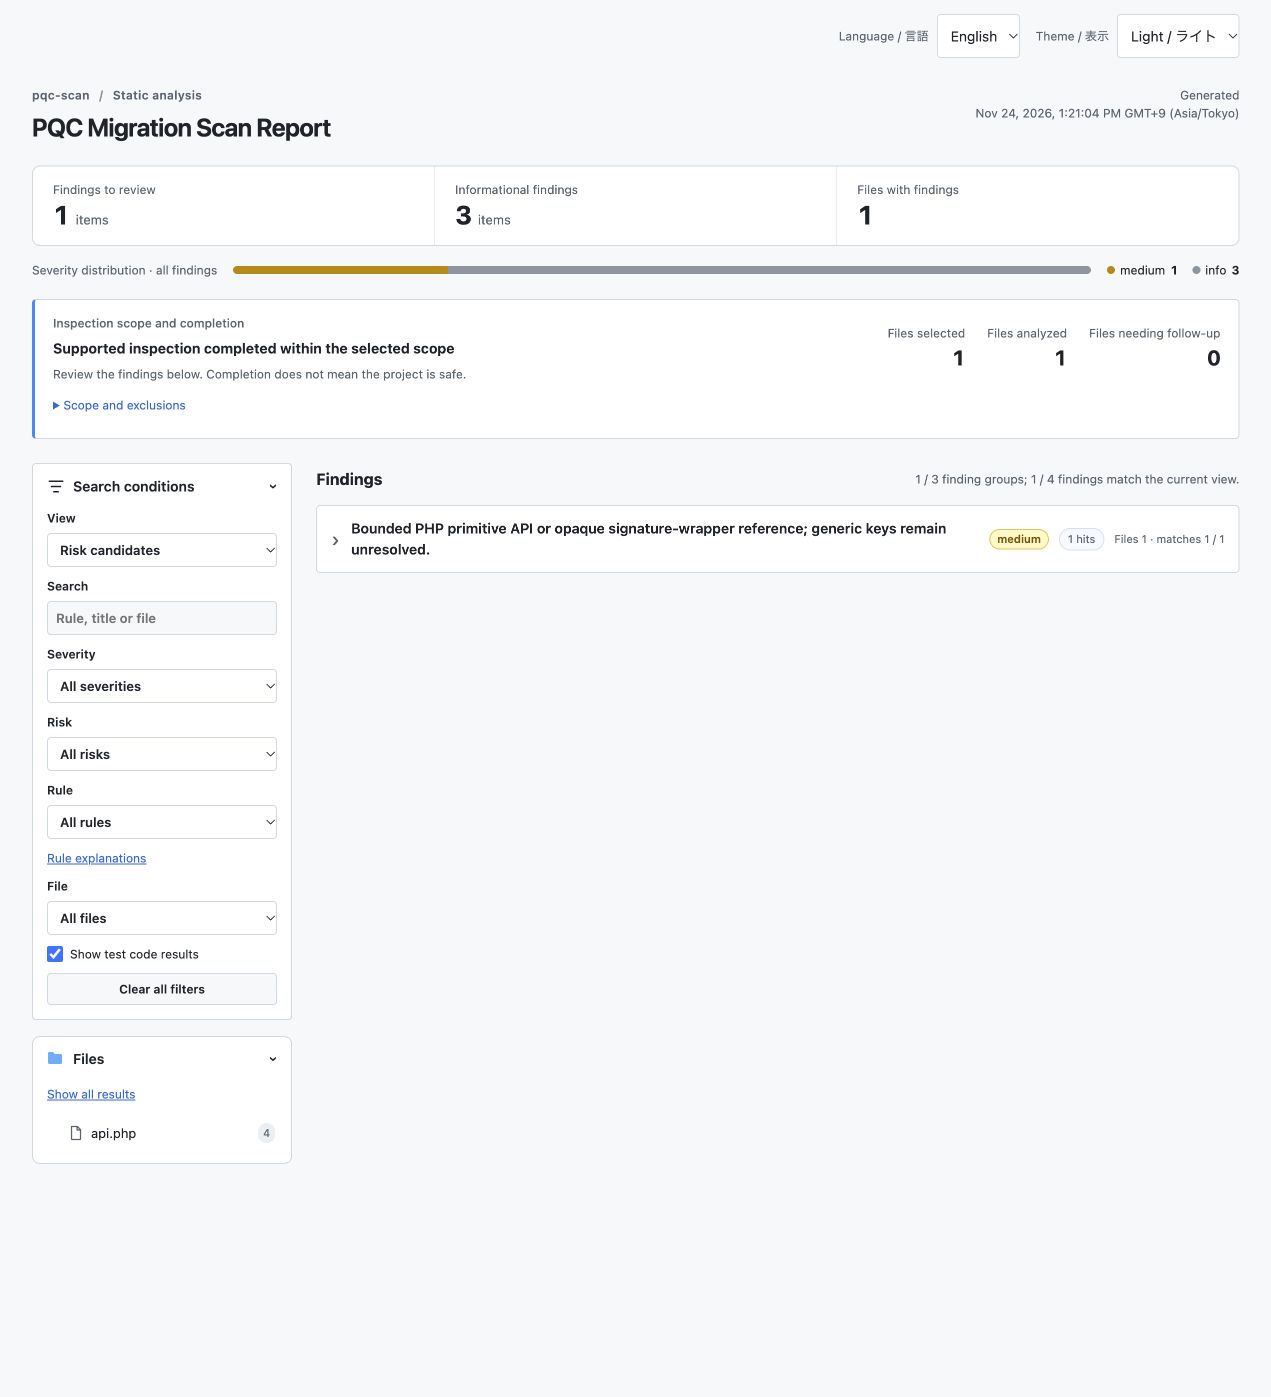 Language / 言語
English
Theme / 表示
Light / ライト
pqc-scan / Static analysis
PQC Migration Scan Report
Generated
Nov 24, 2026, 1:21:04 PM GMT+9 (Asia/Tokyo)
Findings to review
1 items
Informational findings
3 items
Files with findings
1
Severity distribution · all findings
medium 1
info 3
Inspection scope and completion
Supported inspection completed within the selected scope
Review the findings below. Completion does not mean the project is safe.
Scope and exclusions
Files selected
1
Files analyzed
1
Files needing follow-up
0
Search conditions
View
Risk candidates
Search
Rule, title or file
Severity
All severities
Risk
All risks
Rule
All rules
Rule explanations
File
All files
Show test code results
Clear all filters
Files
Show all results
api.php
4
Findings
1 / 3 finding groups; 1 / 4 findings match the current view.
Bounded PHP primitive API or opaque signature-wrapper reference; generic keys remain
unresolved.
medium
1 hits
Files 1 · matches 1 / 1